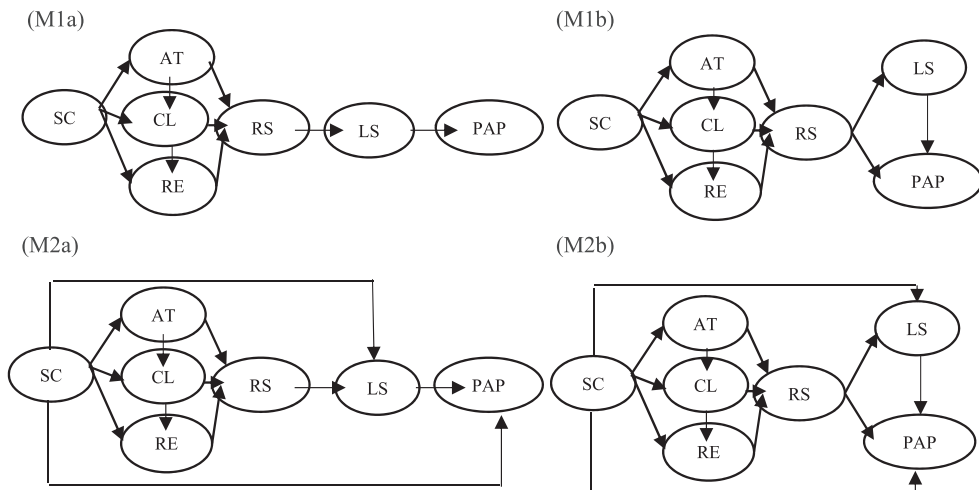 (M1a)
AT
SC
CL
RS
LS
PAP
RE
(M1b)
AT
LS
SC
CL
RS
RE
PAP
(M2a)
AT
SC
CL
RS
LS
PAP
RE
(M2b)
AT
LS
SC
CL
RS
RE
PAP